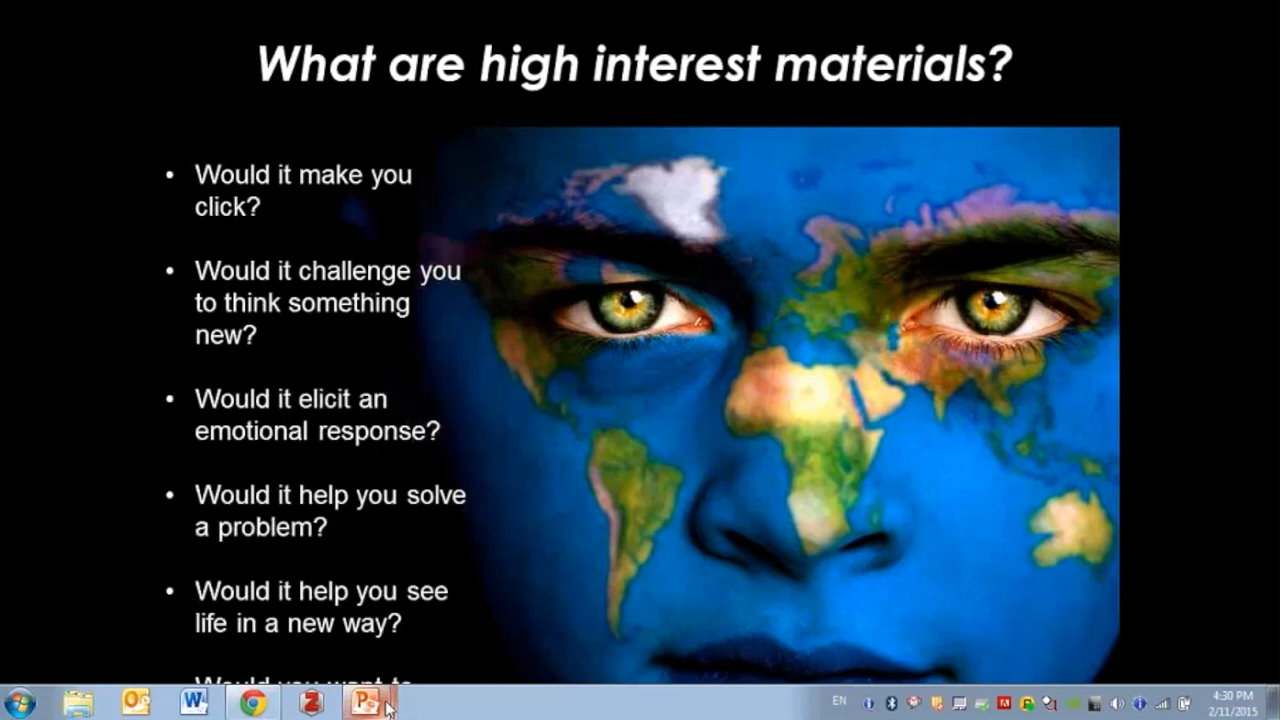 What are high interest materials?
• Would it make you
click?
• Would it challenge you
to think something
new?
• Would it elicit an
emotional response?
• Would it help you solve
a problem?
• Would it help you see
life in a new way?
EN
4:30 PM
2/11/2015